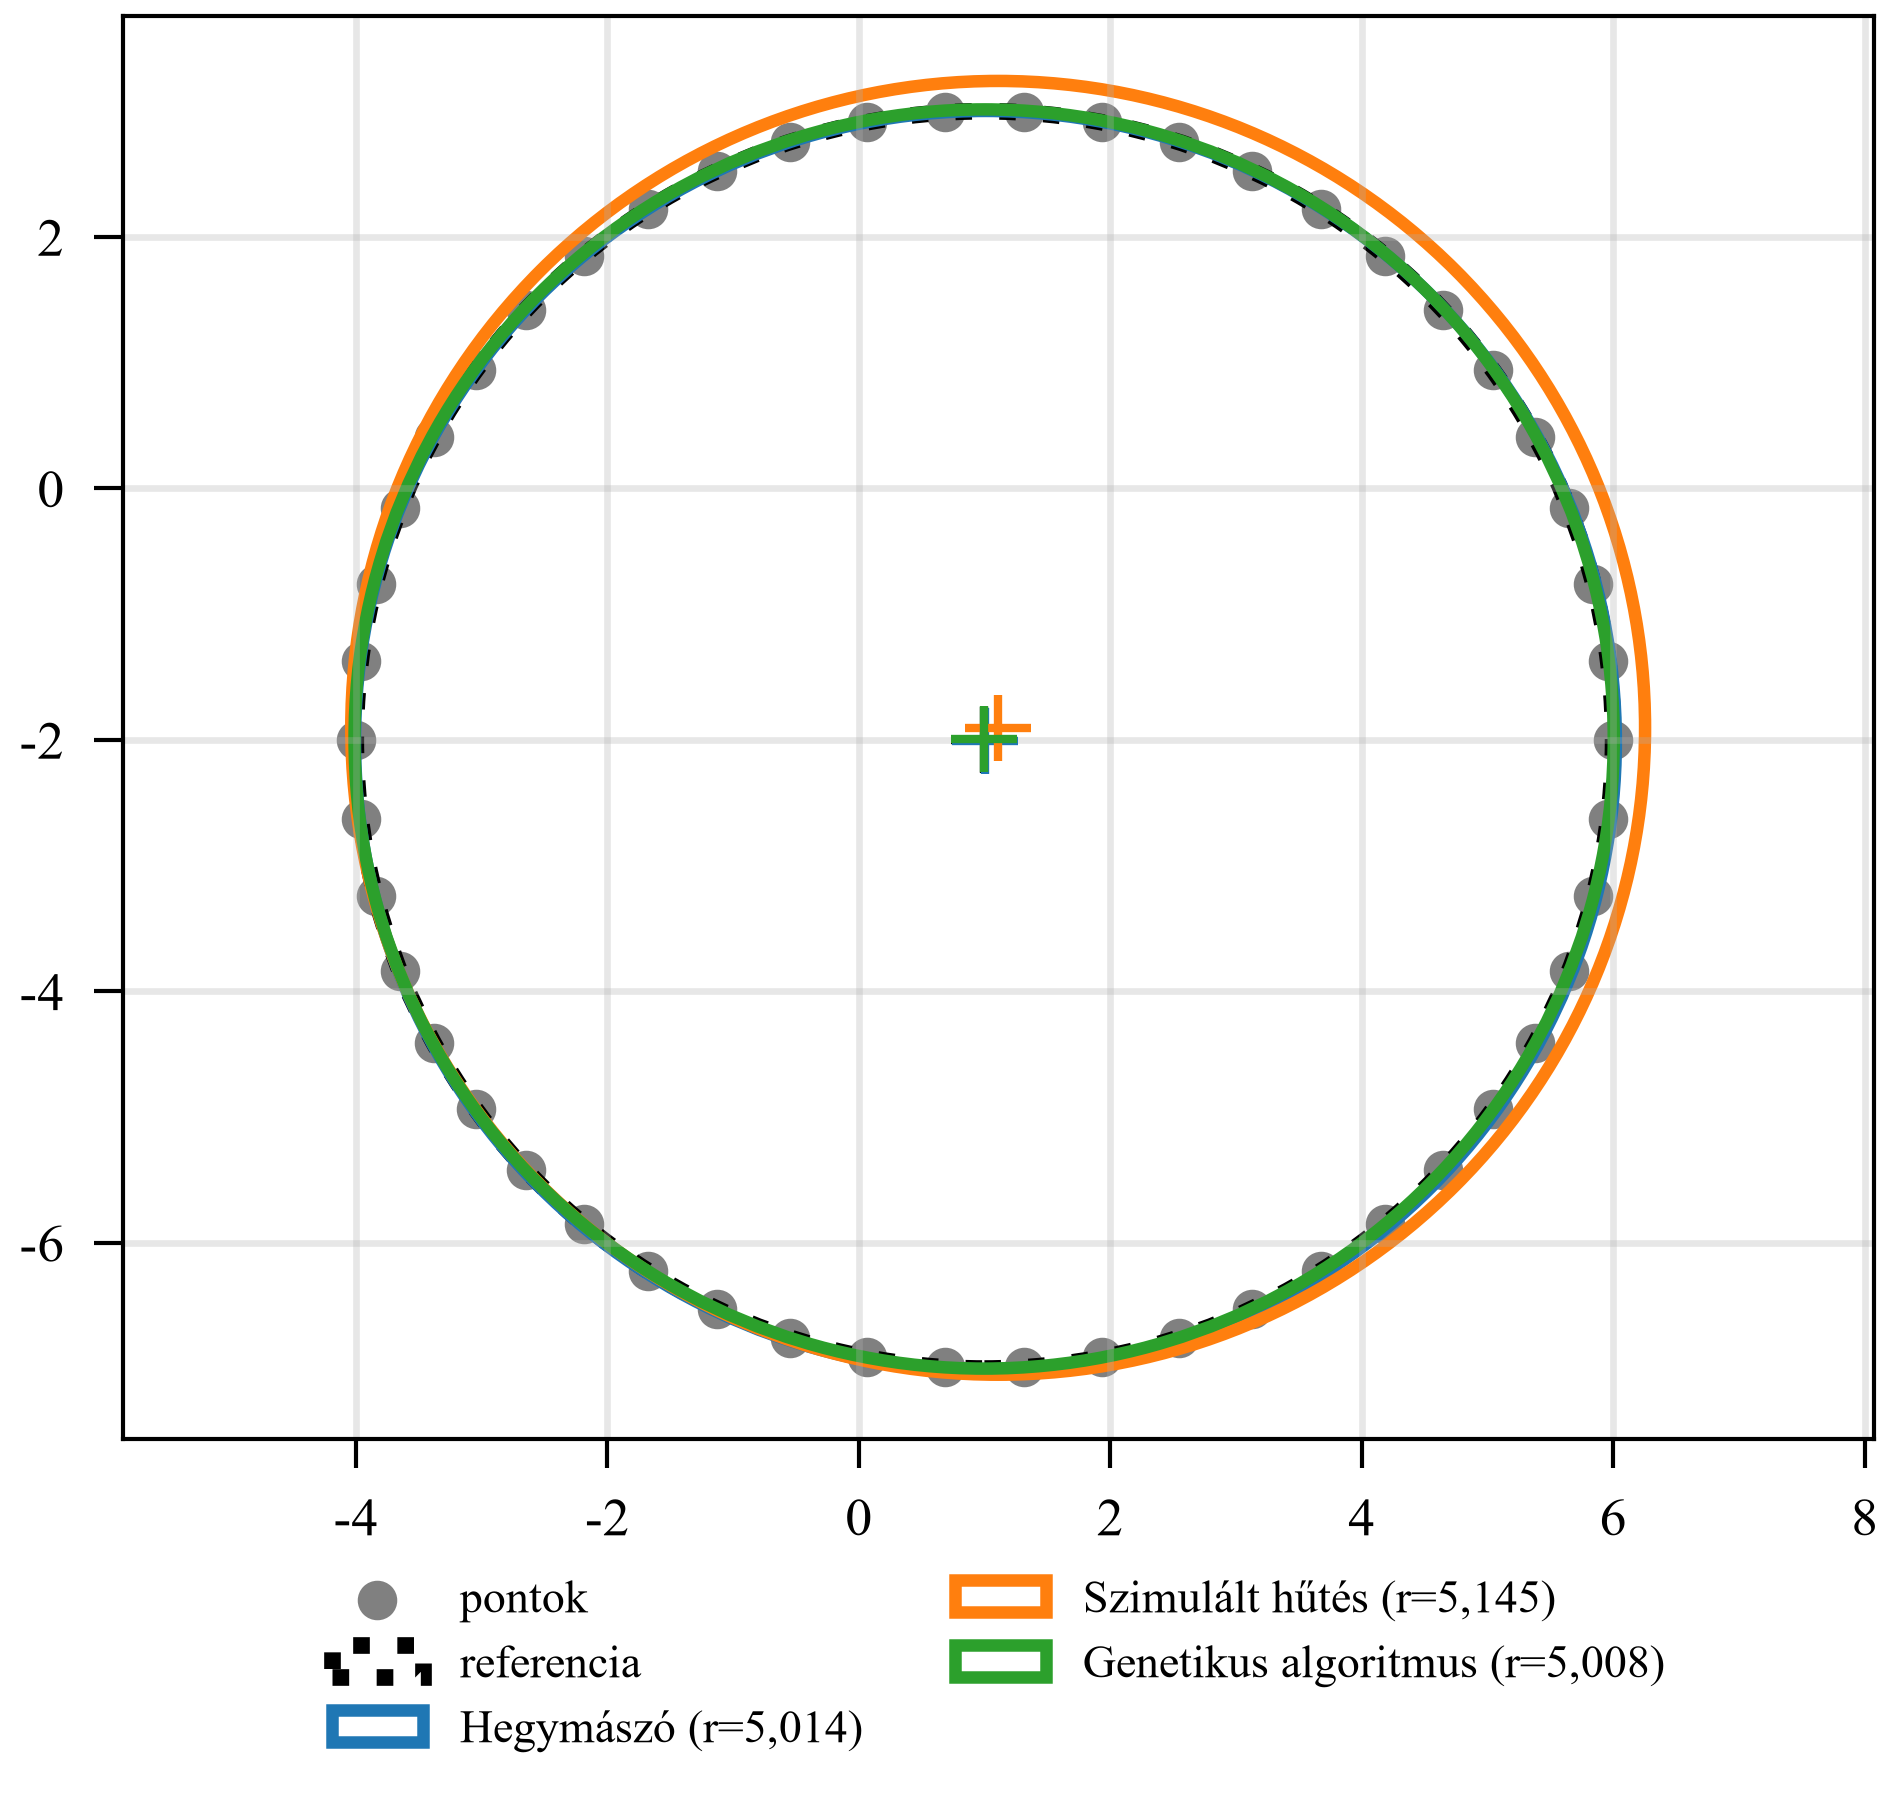 2
0
-2
-4
-6
-4 -2 0 2 4 6 8
pontok
referencia
Hegymászó (r=5,014)
Szimulált hűtés (r=5,145)
Genetikus algoritmus (r=5,008)